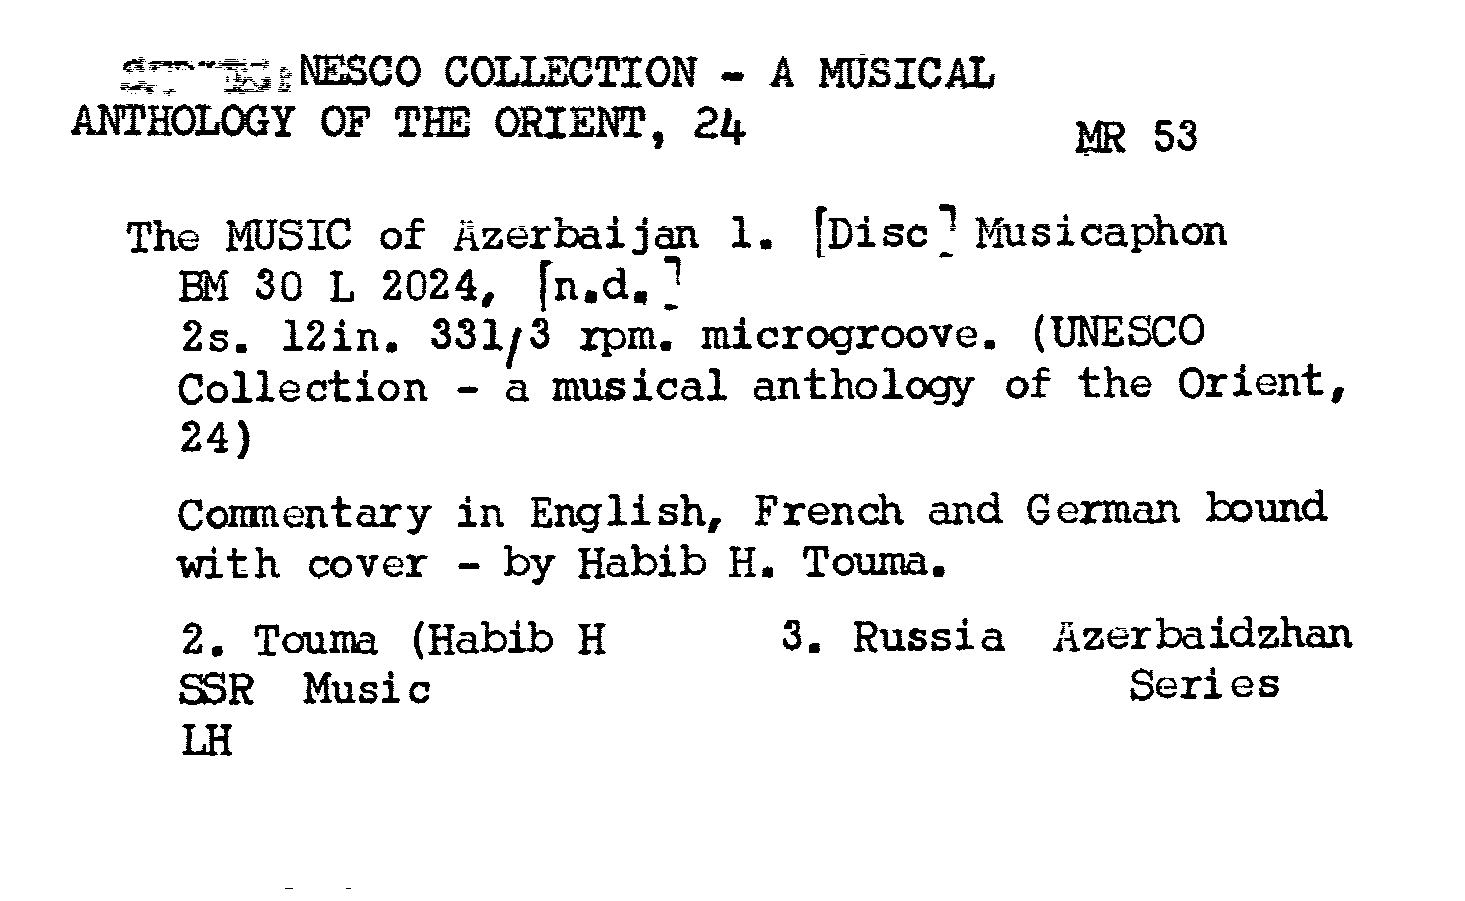 NESCO COLLECTION - A MUSICAL
ANTHOLOGY OF THE ORIENT, 24
MR 53
The MUSIC of Azerbaijan 1. [Disc] Musicaphon
BM 30 L 2024, [n.d.]
2s. 12in. 331/3 rpm. microgroove. (UNESCO
Collection - a musical anthology of the Orient,
24)
Commentary in English, French and German bound
with cover - by Habib H. Touma.
2. Touma (Habib H 3. Russia Azerbaidzhan
SSR Music Series
LH